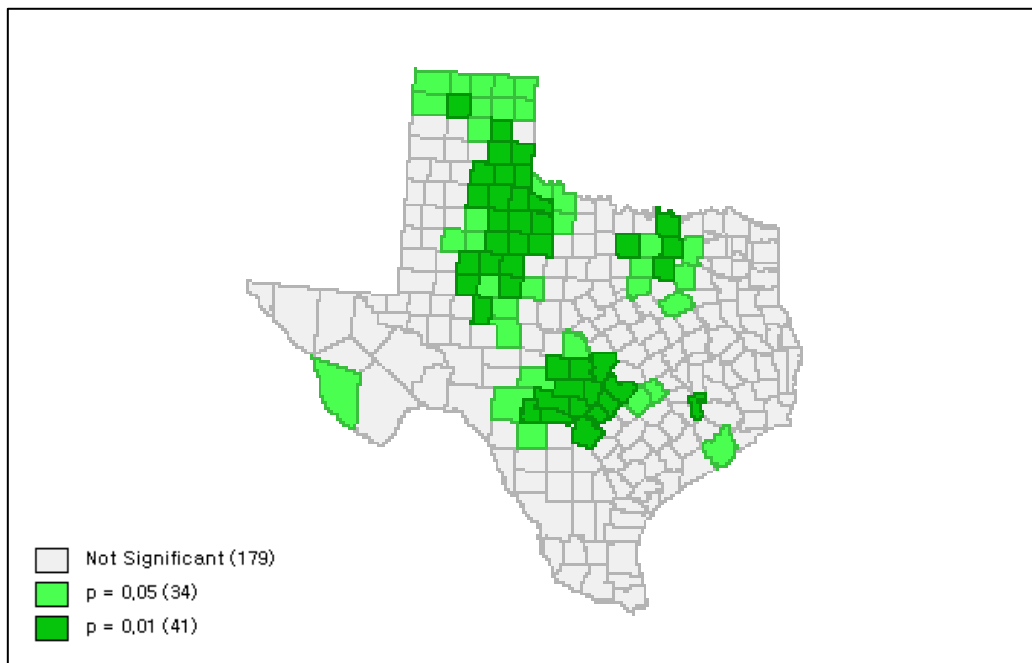 Not Significant (179)
p = 0,05 (34)
p = 0,01 (41)